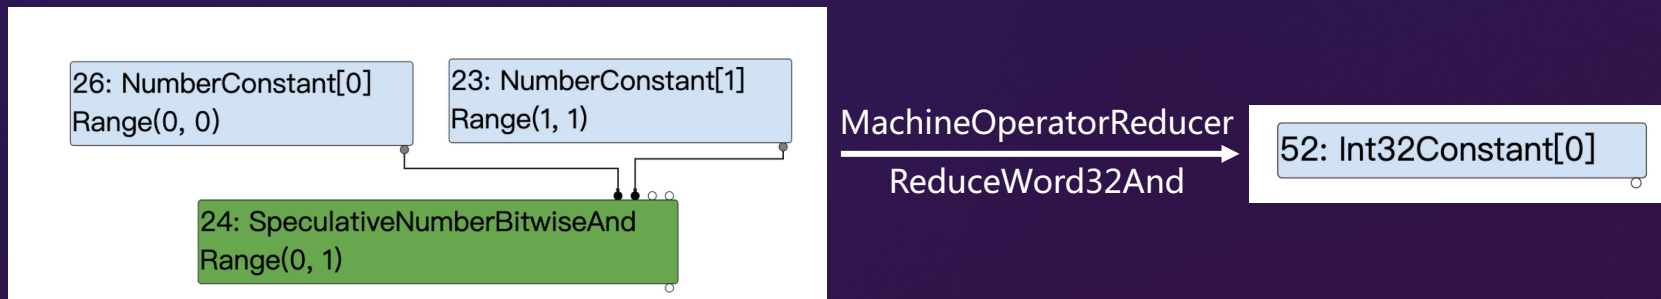 26: NumberConstant[0]
Range(0, 0)
23: NumberConstant[1]
Range(1, 1)
24: SpeculativeNumberBitwiseAnd
Range(0, 1)
MachineOperatorReducer
ReduceWord32And
52: Int32Constant[0]